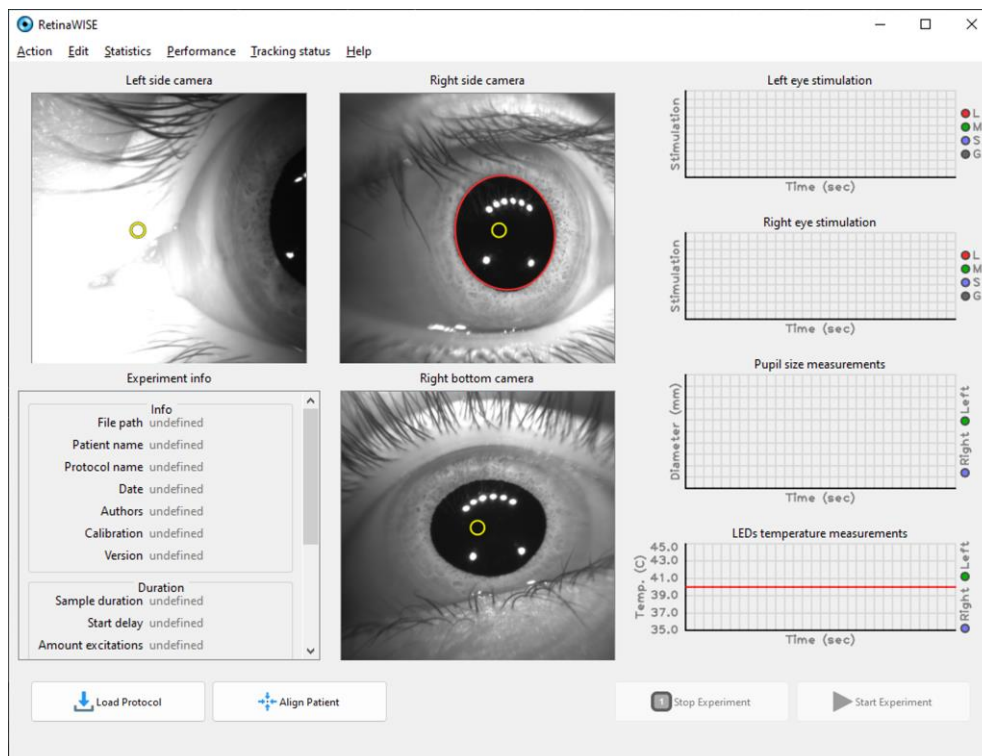 RetinaWISE
Action Edit Statistics Performance Tracking status Help
Left side camera
Right side camera
Left eye stimulation
Stimulation
Time (sec)
L
M
S
G
Right eye stimulation
Stimulation
Time (sec)
L
M
S
G
Experiment info
Info
File path undefined
Patient name undefined
Protocol name undefined
Date undefined
Authors undefined
Calibration undefined
Version undefined
Duration
Sample duration undefined
Start delay undefined
Amount excitations undefined
Right bottom camera
Pupil size measurements
Diameter (mm)
Time (sec)
Right Left
LEDs temperature measurements
Temp. (C)
45.0
43.0
41.0
39.0
37.0
35.0
Time (sec)
Right Left
Load Protocol
Align Patient
1
Stop Experiment
Start Experiment